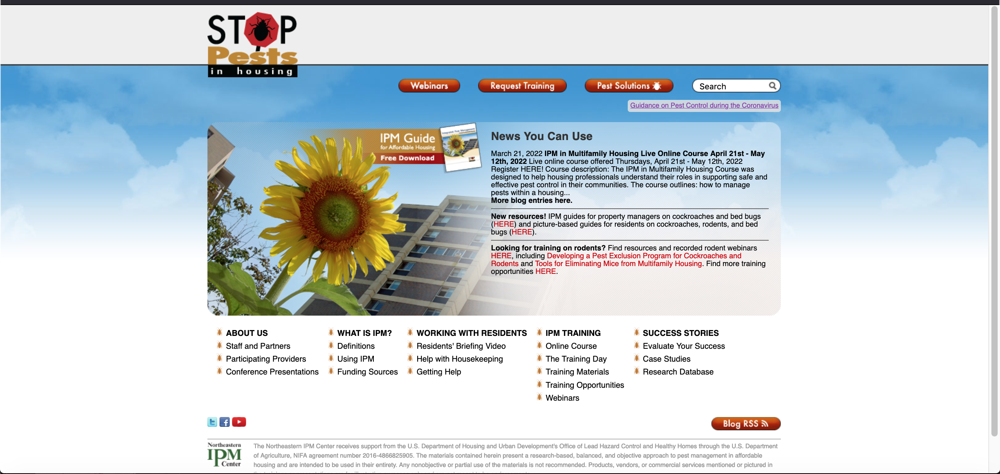 STOP
Pests
in housing
Webinars
Request Training
Pest Solutions
Search
Guidance on Pest Control during the Coronavirus
IPM Guide
for Affordable Housing
Free Download
Integrated Pest Management
News You Can Use
March 21, 2022 IPM in Multifamily Housing Live Online Course April 21st - May
12th, 2022 Live online course offered Thursdays, April 21st - May 12th, 2022
Register HERE! Course description: The IPM in Multifamily Housing Course was
designed to help housing professionals understand their roles in supporting safe and
effective pest control in their communities. The course outlines: how to manage
pests within a housing...
More blog entries here.
New resources! IPM guides for property managers on cockroaches and bed bugs
(HERE) and picture-based guides for residents on cockroaches, rodents, and bed
bugs (HERE).
Looking for training on rodents? Find resources and recorded rodent webinars
HERE, including Developing a Pest Exclusion Program for Cockroaches and
Rodents and Tools for Eliminating Mice from Multifamily Housing. Find more training
opportunities HERE.
ABOUT US
Staff and Partners
Participating Providers
Conference Presentations
WHAT IS IPM?
Definitions
Using IPM
Funding Sources
WORKING WITH RESIDENTS
Residents' Briefing Video
Help with Housekeeping
Getting Help
IPM TRAINING
Online Course
The Training Day
Training Materials
Training Opportunities
Webinars
SUCCESS STORIES
Evaluate Your Success
Case Studies
Research Database
Blog RSS
Northeastern
IPM
Center
The Northeastern IPM Center receives support from the U.S. Department of Housing and Urban Development's Office of Lead Hazard Control and Healthy Homes through the U.S. Department
of Agriculture, NIFA agreement number 2016-4866825905. The materials contained herein present a research-based, balanced, and objective approach to pest management in affordable
housing and are intended to be used in their entirety. Any nonobjective or partial use of the materials is not recommended. Products, vendors, or commercial services mentioned or pictured in